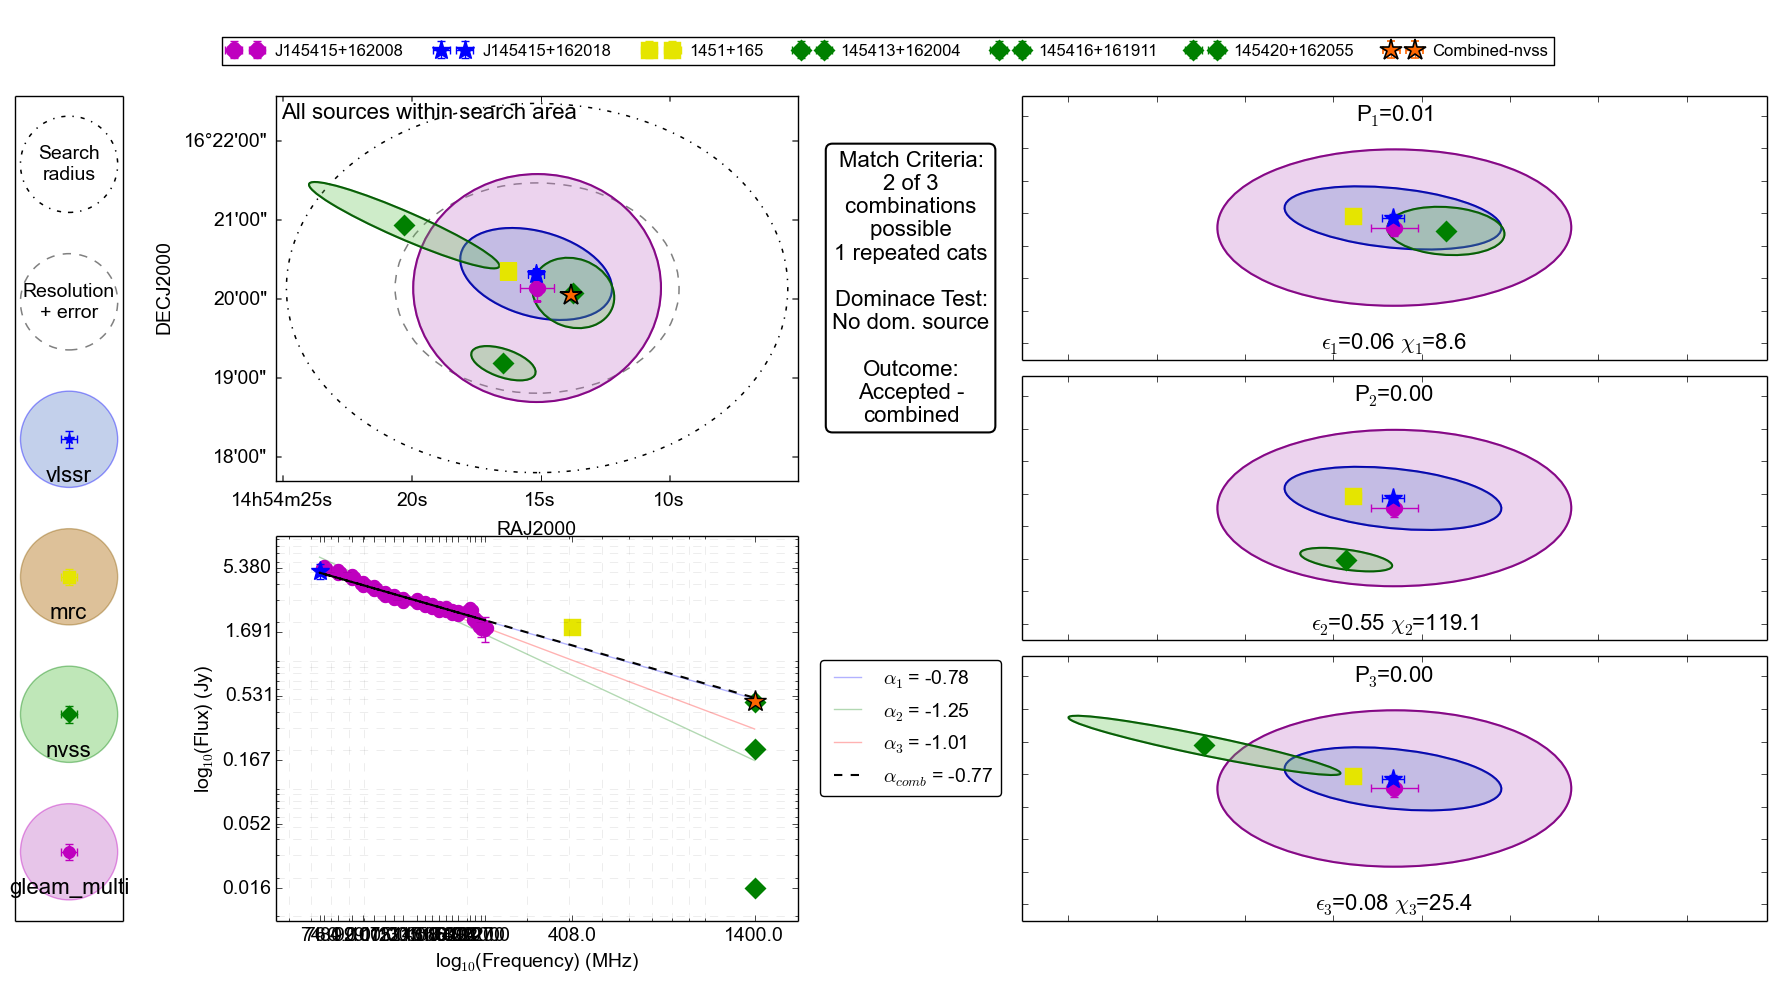 J145415+162008 J145415+162018 1451+165 145413+162004 145416+161911 145420+162055 Combined-nvss
Search
radius
Resolution
+ error
vlssr
mrc
nvss
gleam_multi
All sources within search area
16°22'00"
21'00"
20'00"
19'00"
18'00"
DECJ2000
14h54m25s 20s 15s 10s
RAJ2000
Match Criteria:
2 of 3
combinations
possible
1 repeated cats
Dominace Test:
No dom. source
Outcome:
Accepted -
combined
P1=0.01
ϵ1=0.06 χ1=8.6
P2=0.00
ϵ2=0.55 χ2=119.1
P3=0.00
ϵ3=0.08 χ3=25.4
5.380
1.691
0.531
0.167
0.052
0.016
log10(Flux) (Jy)
408.0 1400.0
log10(Frequency) (MHz)
α1 = -0.78
α2 = -1.25
α3 = -1.01
αcomb = -0.77